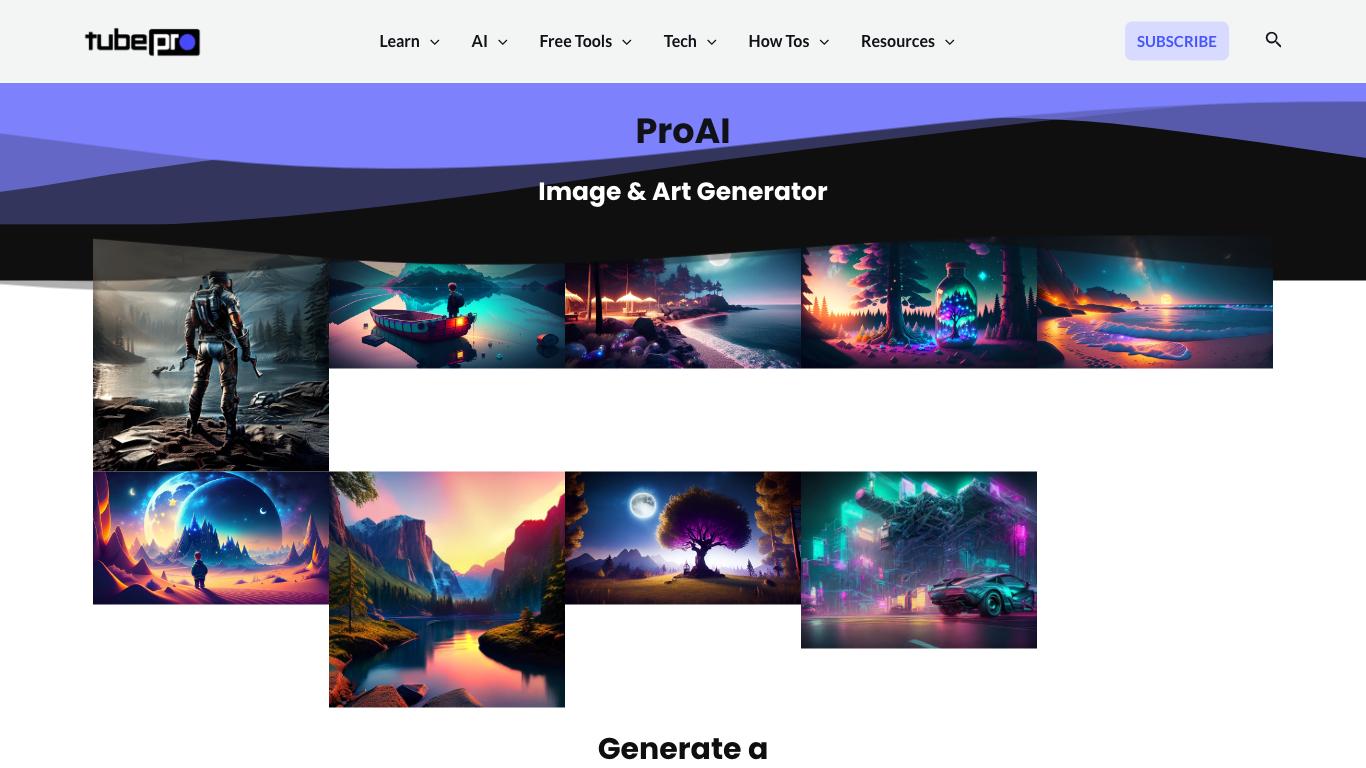 tubepro
Learn
AI
Free Tools
Tech
How Tos
Resources
SUBSCRIBE
ProAI
Image & Art Generator
Generate a